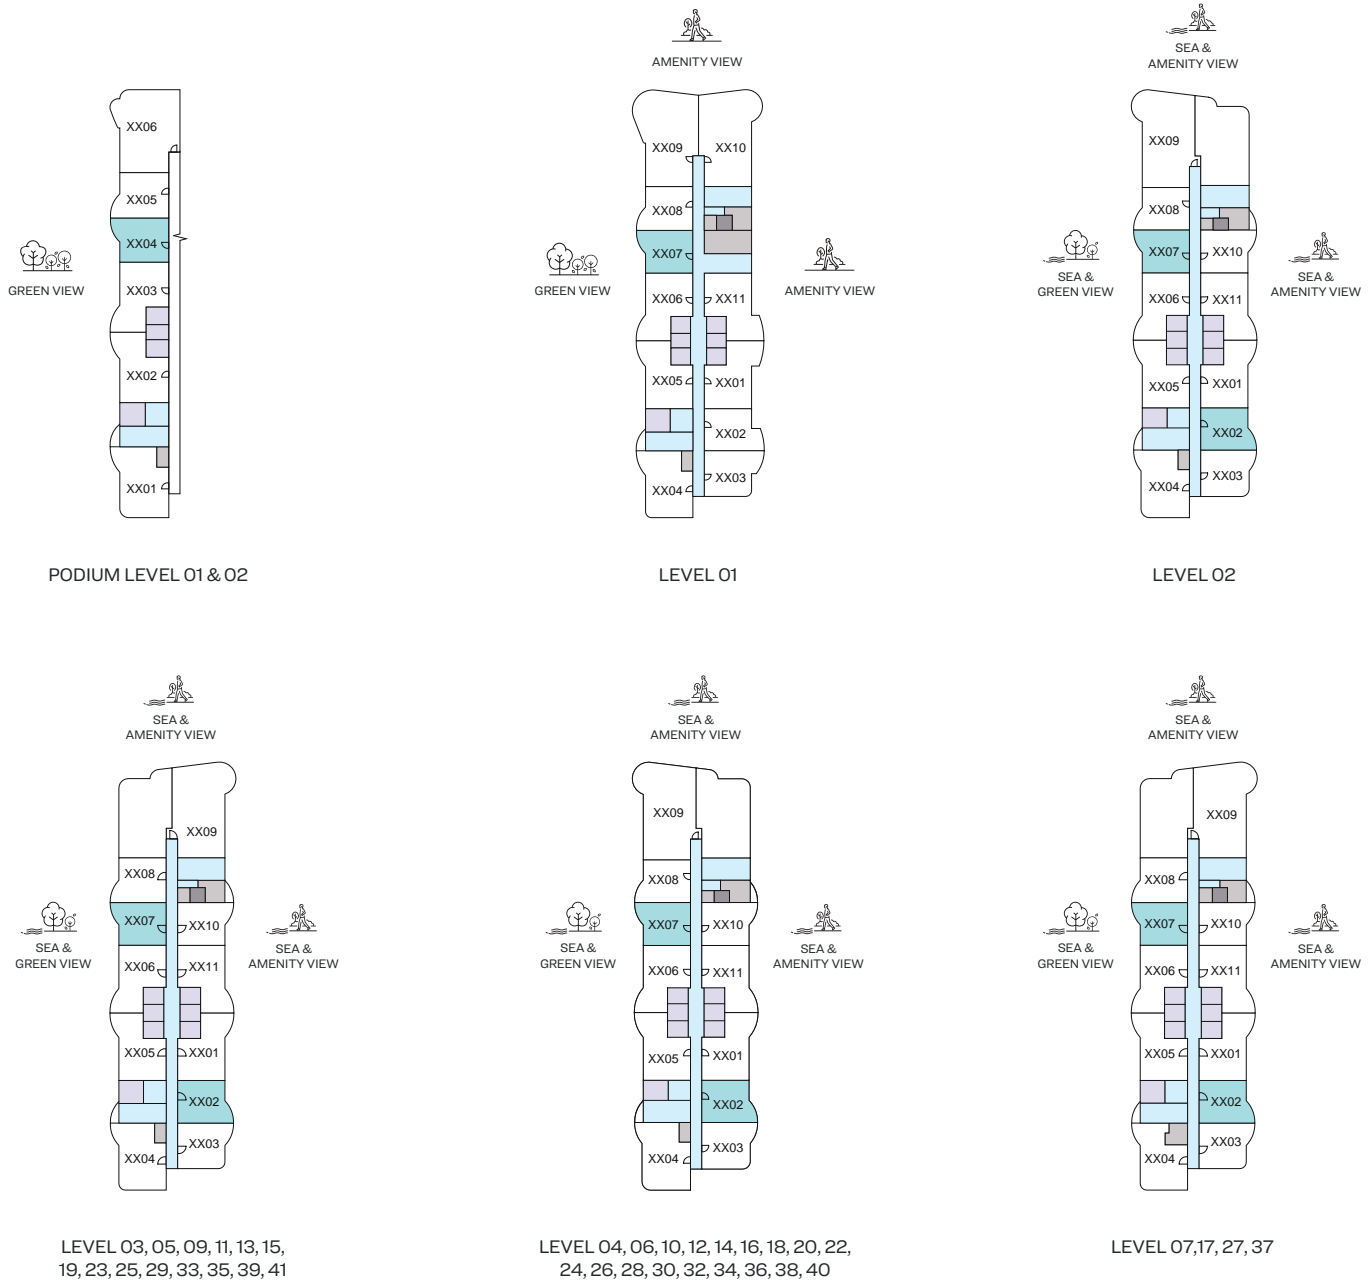 AMENITY VIEW
SEA &
AMENITY VIEW
XX06
XX05
XX04
XX03
XX02
XX01
GREEN VIEW
PODIUM LEVEL 01 & 02
XX09
XX10
XX08
XX07
XX06
XX11
XX05
XX01
XX02
XX03
XX04
GREEN VIEW
AMENITY VIEW
LEVEL 01
XX09
XX08
XX07
XX10
XX06
XX11
XX05
XX01
XX02
XX03
XX04
SEA &
GREEN VIEW
SEA &
AMENITY VIEW
LEVEL 02
SEA &
AMENITY VIEW
XX09
XX08
XX07
XX10
XX06
XX11
XX05
XX01
XX02
XX03
XX04
SEA &
GREEN VIEW
SEA &
AMENITY VIEW
LEVEL 03, 05, 09, 11, 13, 15,
19, 23, 25, 29, 33, 35, 39, 41
SEA &
AMENITY VIEW
XX09
XX08
XX07
XX10
XX06
XX11
XX05
XX01
XX02
XX03
XX04
SEA &
GREEN VIEW
SEA &
AMENITY VIEW
LEVEL 04, 06, 10, 12, 14, 16, 18, 20, 22,
24, 26, 28, 30, 32, 34, 36, 38, 40
SEA &
AMENITY VIEW
XX09
XX08
XX07
XX10
XX06
XX11
XX05
XX01
XX02
XX03
XX04
SEA &
GREEN VIEW
SEA &
AMENITY VIEW
LEVEL 07,17, 27, 37